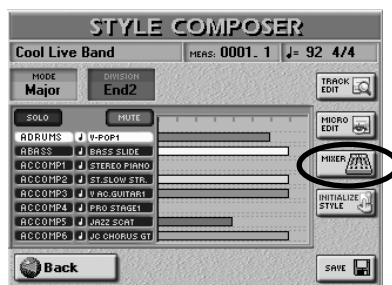 STYLE COMPOSER
Cool Live Band MEAS: 0001. 1 ♩= 92 4/4
MODE DIVISION
Major End2
TRACK EDIT
SOLO MUTE
MICRO EDIT
ADRUMS V-POP1
ABASS BASS SLIDE
MIXER
ACCOMP1 STEREO PIANO
ACCOMP2 ST.SLOW STR.
ACCOMP3 V AC.GUITAR1
INITIALIZE STYLE
ACCOMP4 PRO STAGE1
ACCOMP5 JAZZ SCAT
ACCOMP6 JC CHORUS GT
Back
SAVE